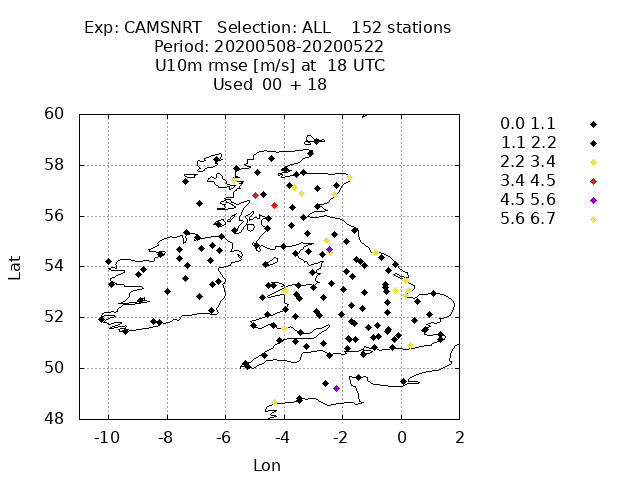 Exp: CAMSNRT Selection: ALL 152 stations
Period: 20200508-20200522
U10m rmse [m/s] at 18 UTC
Used 00 + 18
60
58
56
54
52
50
48
Lat
-10 -8 -6 -4 -2 0 2
Lon
0.0 1.1
1.1 2.2
2.2 3.4
3.4 4.5
4.5 5.6
5.6 6.7